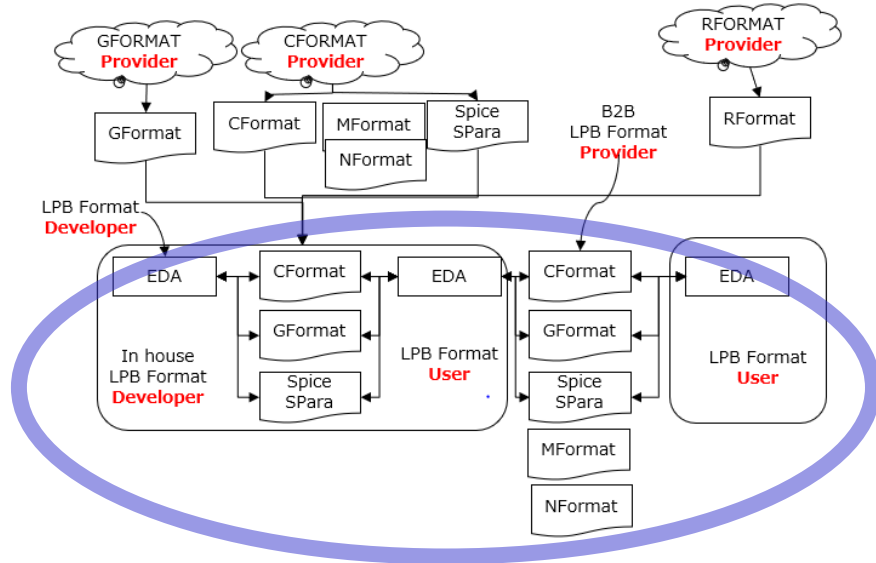 GFORMAT
Provider
CFORMAT
Provider
RFORMAT
Provider
GFormat
CFormat
MFormat
NFormat
Spice
SPara
B2B
LPB Format
Provider
RFormat
LPB Format
Developer
EDA
CFormat
EDA
CFormat
EDA
GFormat
GFormat
In house
LPB Format
Developer
LPB Format
User
LPB Format
User
Spice
SPara
Spice
SPara
MFormat
NFormat